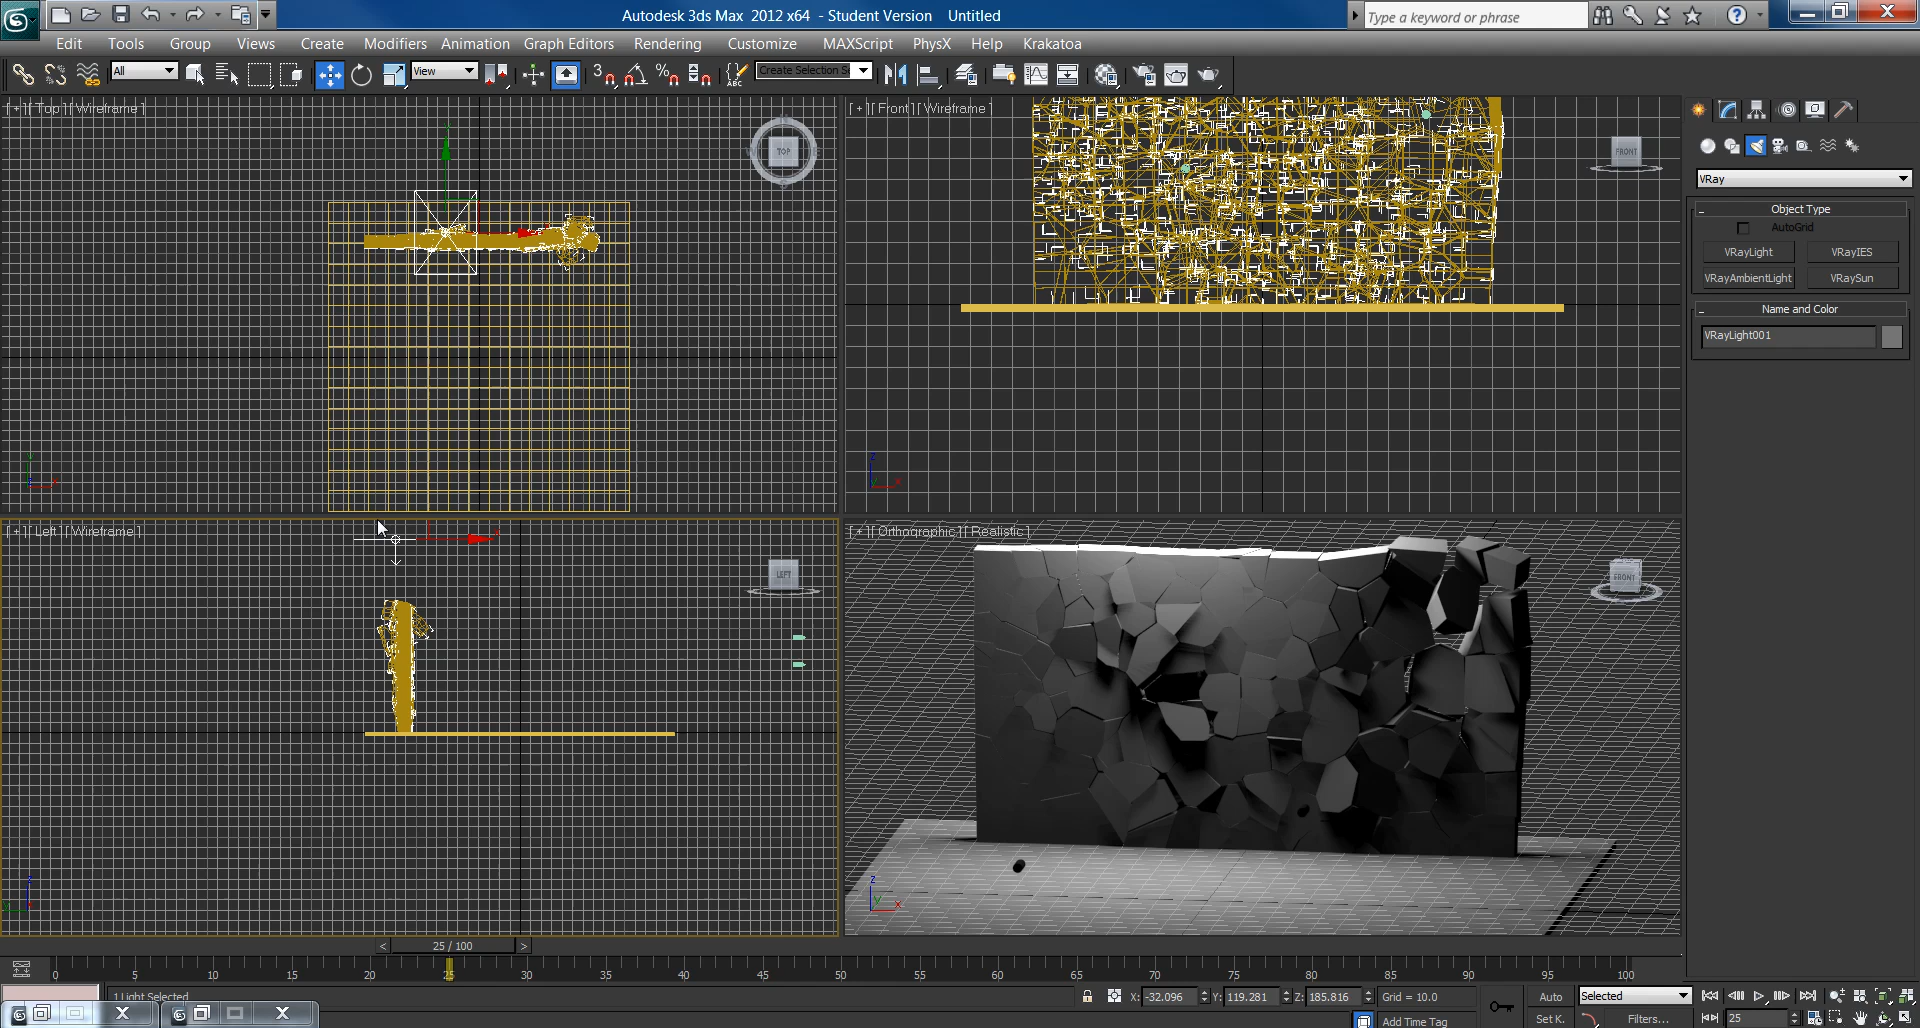 Autodesk 3ds Max 2012 x64 - Student Version Untitled
Type a keyword or phrase
Edit Tools Group Views Create Modifiers Animation Graph Editors Rendering Customize MAXScript PhysX Help Krakatoa
All View 3 % ABC Create Selection Se
[ + ] [ Top ] [ Wireframe ]
TOP
[ + ] [ Front ] [ Wireframe ]
FRONT
[ + ] [ Left ] [ Wireframe ]
LEFT
[ + ] [ Orthographic ] [ Realistic ]
FRONT
VRay
Object Type
AutoGrid
VRayLight VRayIES
VRayAmbientLight VRaySun
Name and Color
VRayLight001
< 25 / 100 >
0 5 10 15 20 25 30 35 40 45 50 55 60 65 70 75 80 85 90 95 100
1 Light Selected
X: -32.096 Y: 119.281 Z: 185.816 Grid = 10.0
Auto Selected
Add Time Tag
Set K. Filters... 25